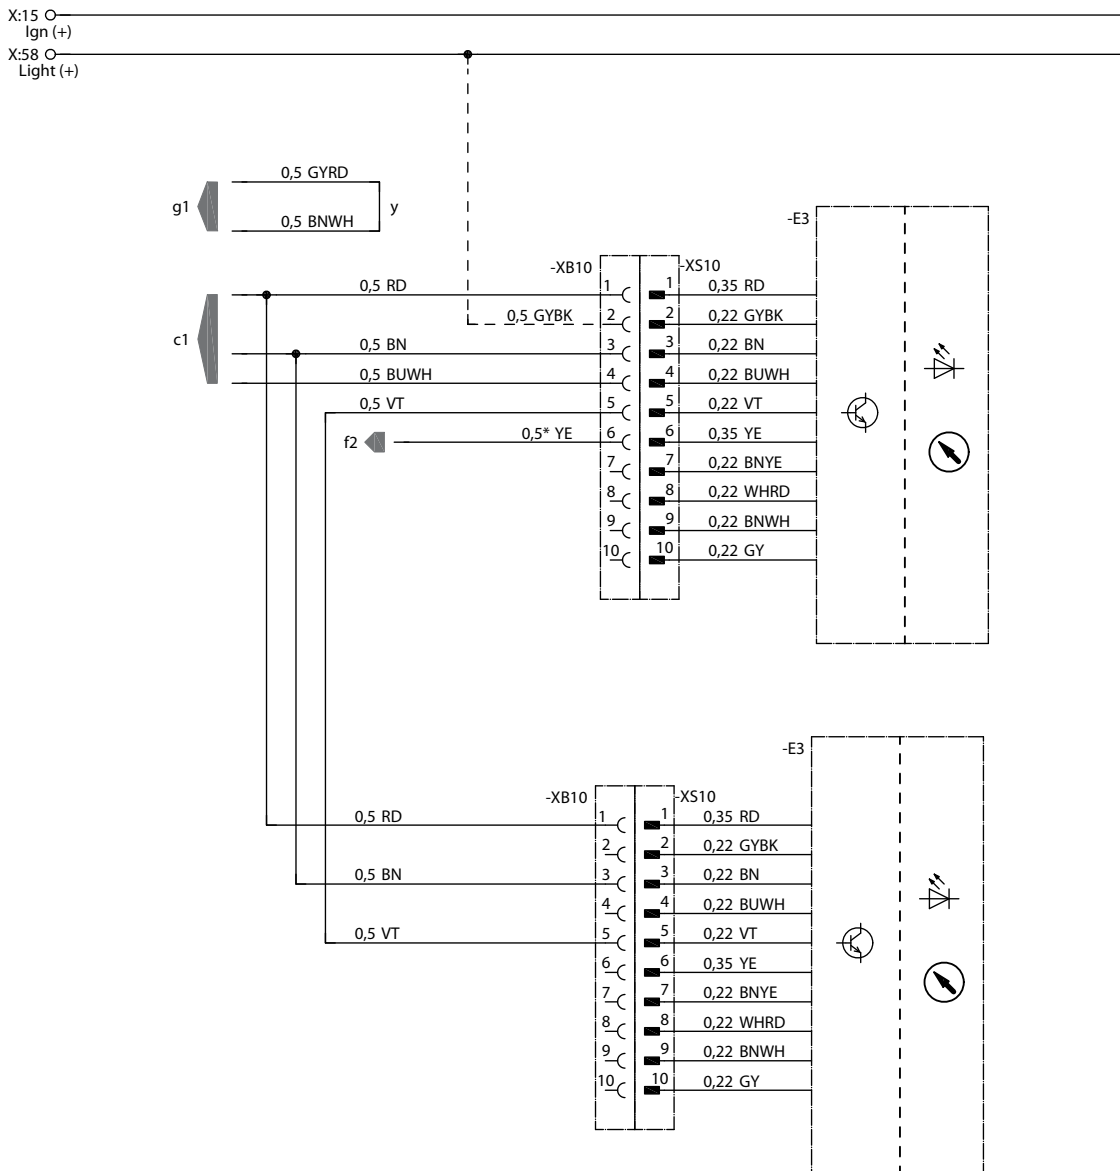 X:15
Ign (+)
X:58
Light (+)
0,5 GYRD
g1
y
0,5 BNWH
-E3
-XB10
-XS10
0,5 RD
1
1
0,35 RD
0,5 GYBK
2
2
0,22 GYBK
c1
0,5 BN
3
3
0,22 BN
0,5 BUWH
4
4
0,22 BUWH
0,5 VT
5
5
0,22 VT
f2
0,5* YE
6
6
0,35 YE
7
7
0,22 BNYE
8
8
0,22 WHRD
9
9
0,22 BNWH
10
10
0,22 GY
-E3
-XB10
-XS10
0,5 RD
1
1
0,35 RD
2
2
0,22 GYBK
0,5 BN
3
3
0,22 BN
4
4
0,22 BUWH
0,5 VT
5
5
0,22 VT
6
6
0,35 YE
7
7
0,22 BNYE
8
8
0,22 WHRD
9
9
0,22 BNWH
10
10
0,22 GY